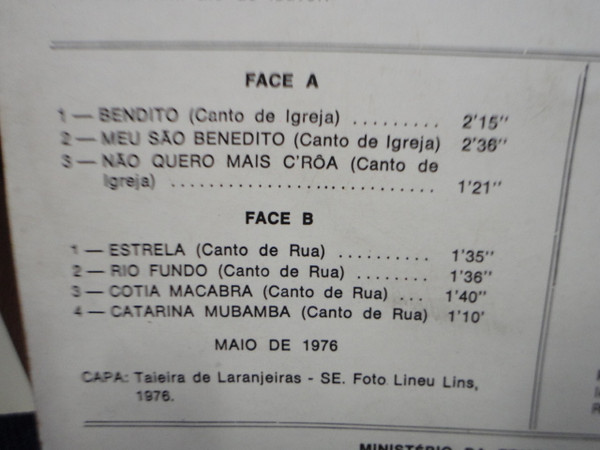 FACE A
1 — BENDITO (Canto de Igreja) ......... 2'15"
2 — MEU SÃO BENEDITO (Canto de Igreja) 2'36"
3 — NÃO QUERO MAIS C'RÔA (Canto de
Igreja) ........................... 1'21"
FACE B
1 — ESTRELA (Canto de Rua) .......... 1'35"
2 — RIO FUNDO (Canto de Rua) ........ 1'36"
3 — COTIA MACABRA (Canto de Rua) ... 1'40"
4 — CATARINA MUBAMBA (Canto de Rua) 1'10'
MAIO DE 1976
CAPA: Taieira de Laranjeiras - SE. Foto Lineu Lins,
1976.